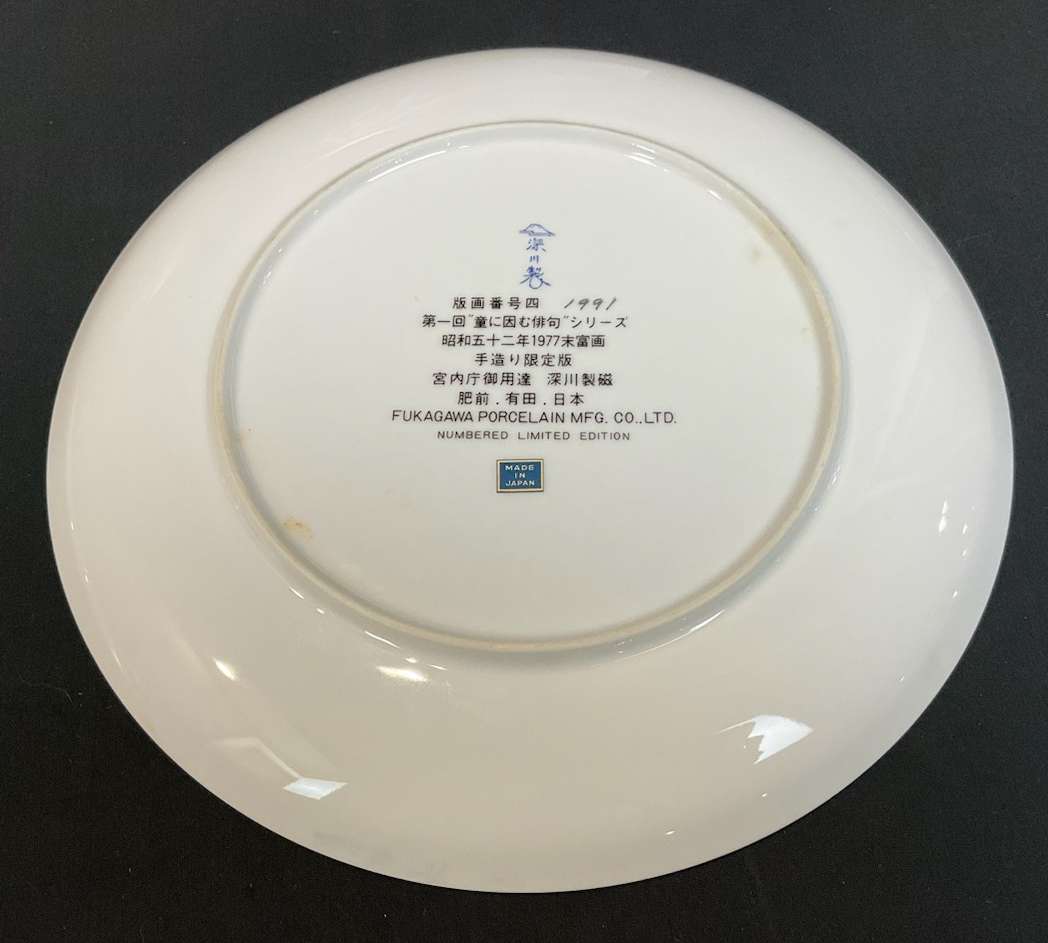 深
川
製
版画番号四 1991
第一回"童に因む俳句"シリーズ
昭和五十二年1977末富画
手造り限定版
宮内庁御用達 深川製磁
肥前.有田.日本
FUKAGAWA PORCELAIN MFG. CO.,LTD.
NUMBERED LIMITED EDITION
MADE
IN
JAPAN